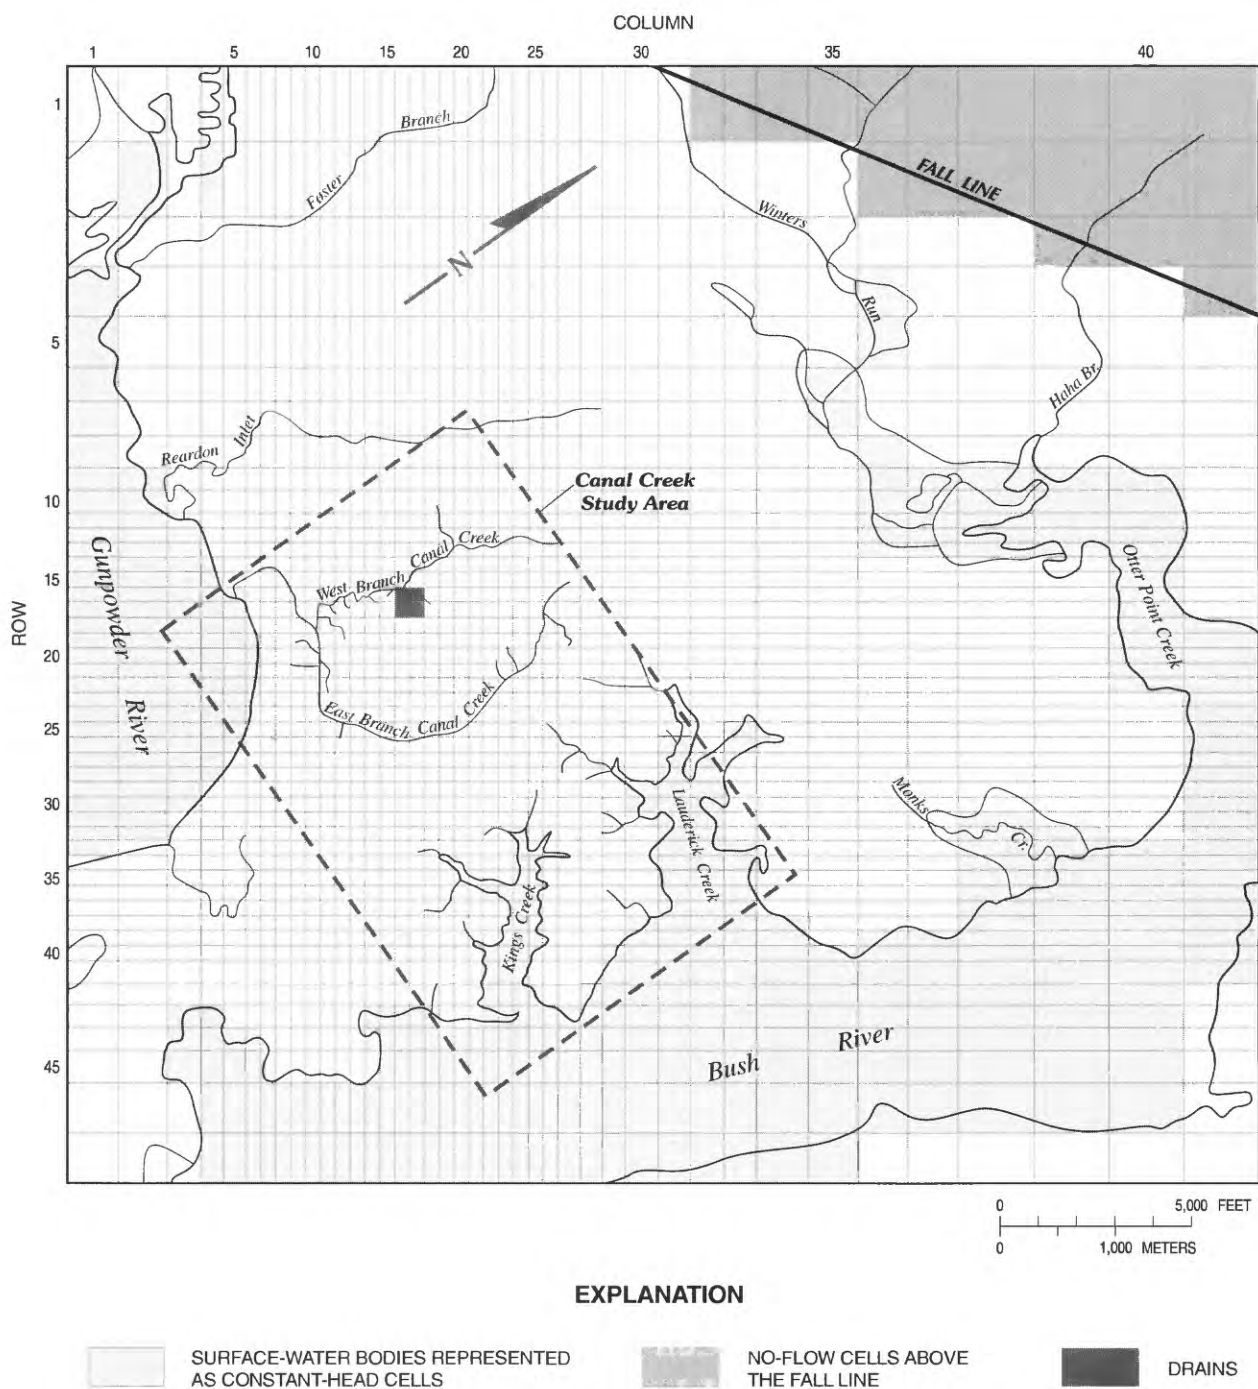 COLUMN
1 5 10 15 20 25 30 35 40
ROW
1
5
10
15
20
25
30
35
40
45
Foster Branch
N
Winters Run
FALL LINE
Haha Br.
Reardon Inlet
Canal Creek
Study Area
West Branch Canal Creek
East Branch Canal Creek
Gunpowder River
Otter Point Creek
Lauderick Creek
Monks Cr.
Kings Creek
Bush River
0 5,000 FEET
0 1,000 METERS
EXPLANATION
SURFACE-WATER BODIES REPRESENTED
AS CONSTANT-HEAD CELLS
NO-FLOW CELLS ABOVE
THE FALL LINE
DRAINS